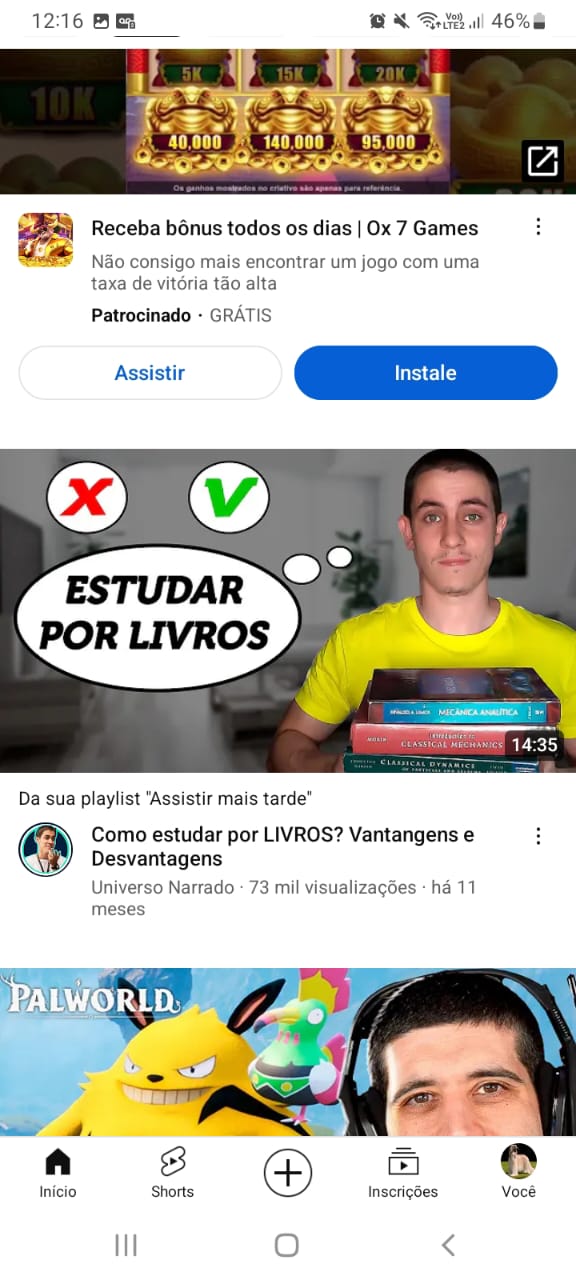 12:16
Vo)) LTE2 46%
10K
5K 15K 20K
40,000 140,000 95,000
Os ganhos mostrados no criativo são apenas para referência.
Receba bônus todos os dias | Ox 7 Games
Não consigo mais encontrar um jogo com uma
taxa de vitória tão alta
Patrocinado · GRÁTIS
Assistir
Instale
X V
ESTUDAR
POR LIVROS
MECÂNICA ANALÍTICA
MORIN
CLASSICAL MECHANICS
14:35
CLASSICAL DYNAMICS
Da sua playlist "Assistir mais tarde"
Como estudar por LIVROS? Vantangens e
Desvantagens
Universo Narrado · 73 mil visualizações · há 11
meses
PALWORLD
Início
Shorts
Inscrições
Você